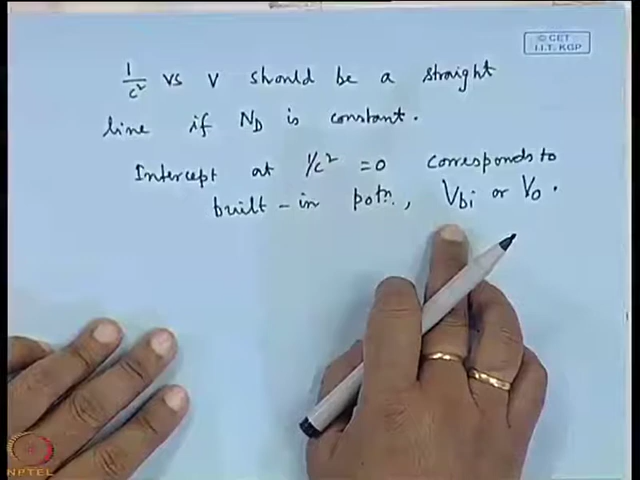 © CET
I.I.T. KGP
1/c² vs V should be a straight
line if N_D is constant.
Intercept at 1/c² = 0 corresponds to
built-in potn., V_bi or V_0.
NPTEL